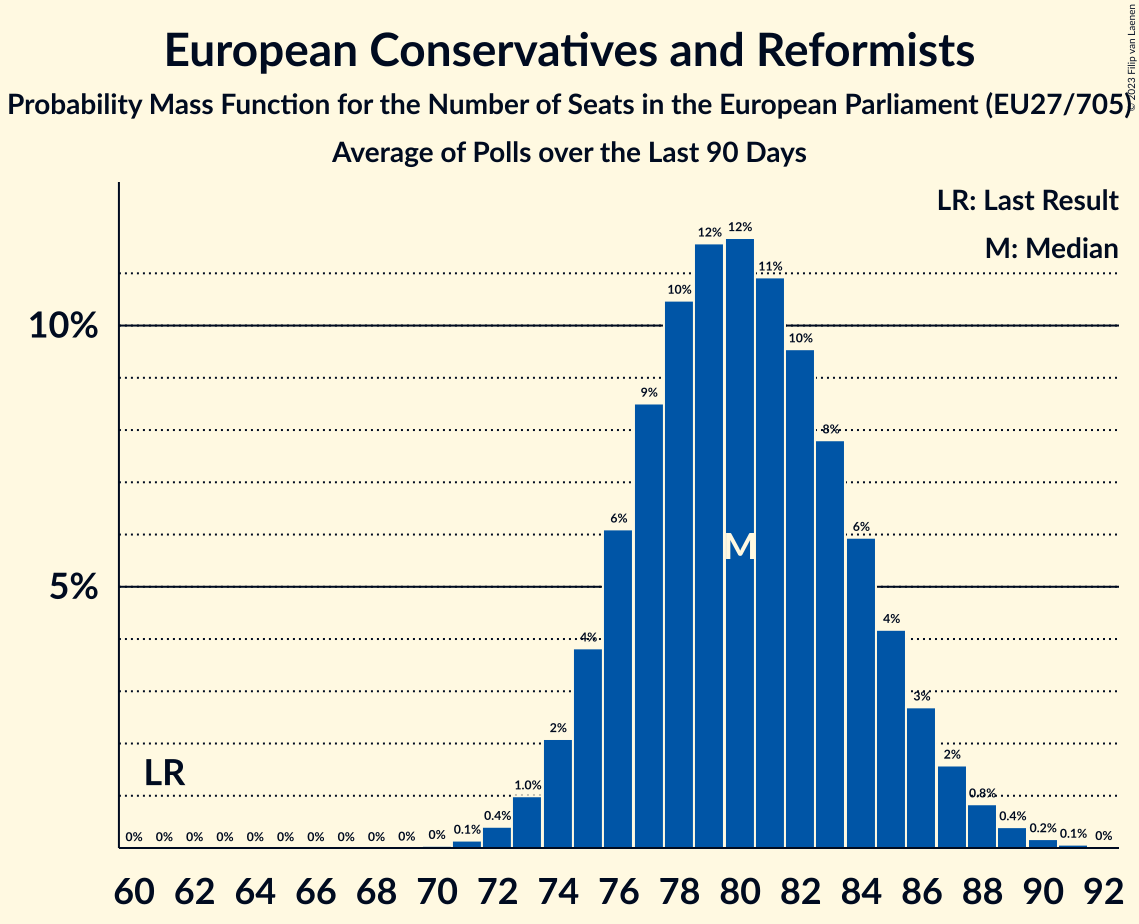 European Conservatives and Reformists
Probability Mass Function for the Number of Seats in the European Parliament (EU27/705)
Average of Polls over the Last 90 Days
© 2023 Filip van Laenen
LR: Last Result
M: Median
10%
5%
LR
M
0% 0% 0% 0% 0% 0% 0% 0% 0% 0% 0% 0.1% 0.4% 1.0% 2% 4% 6% 9% 10% 12% 12% 11% 10% 8% 6% 4% 3% 2% 0.8% 0.4% 0.2% 0.1% 0%
60 62 64 66 68 70 72 74 76 78 80 82 84 86 88 90 92